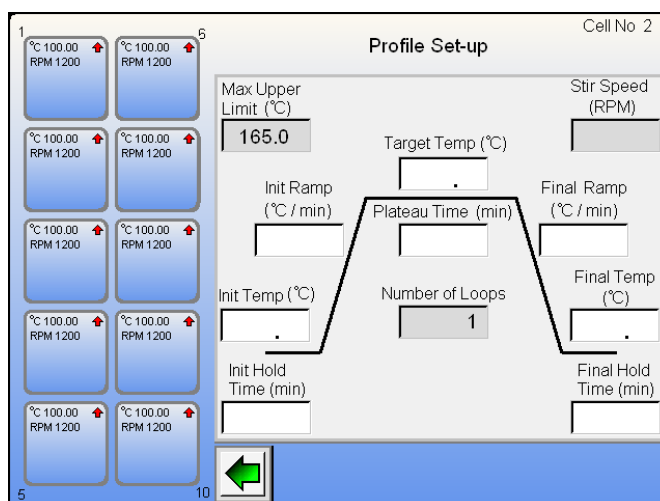 1
6
°C 100.00
RPM 1200
°C 100.00
RPM 1200
°C 100.00
RPM 1200
°C 100.00
RPM 1200
°C 100.00
RPM 1200
°C 100.00
RPM 1200
°C 100.00
RPM 1200
°C 100.00
RPM 1200
°C 100.00
RPM 1200
°C 100.00
RPM 1200
5
10
Cell No 2
Profile Set-up
Max Upper
Limit (°C)
165.0
Stir Speed
(RPM)
Target Temp (°C)
.
Init Ramp
(°C / min)
Plateau Time (min)
Final Ramp
(°C / min)
Init Temp (°C)
.
Number of Loops
1
Final Temp
(°C)
.
Init Hold
Time (min)
Final Hold
Time (min)